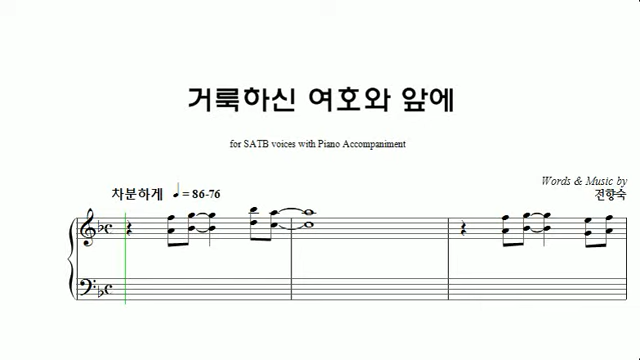 거룩하신 여호와 앞에
for SATB voices with Piano Accompaniment
Words & Music by
차분하게 ♩ = 86-76
전향숙